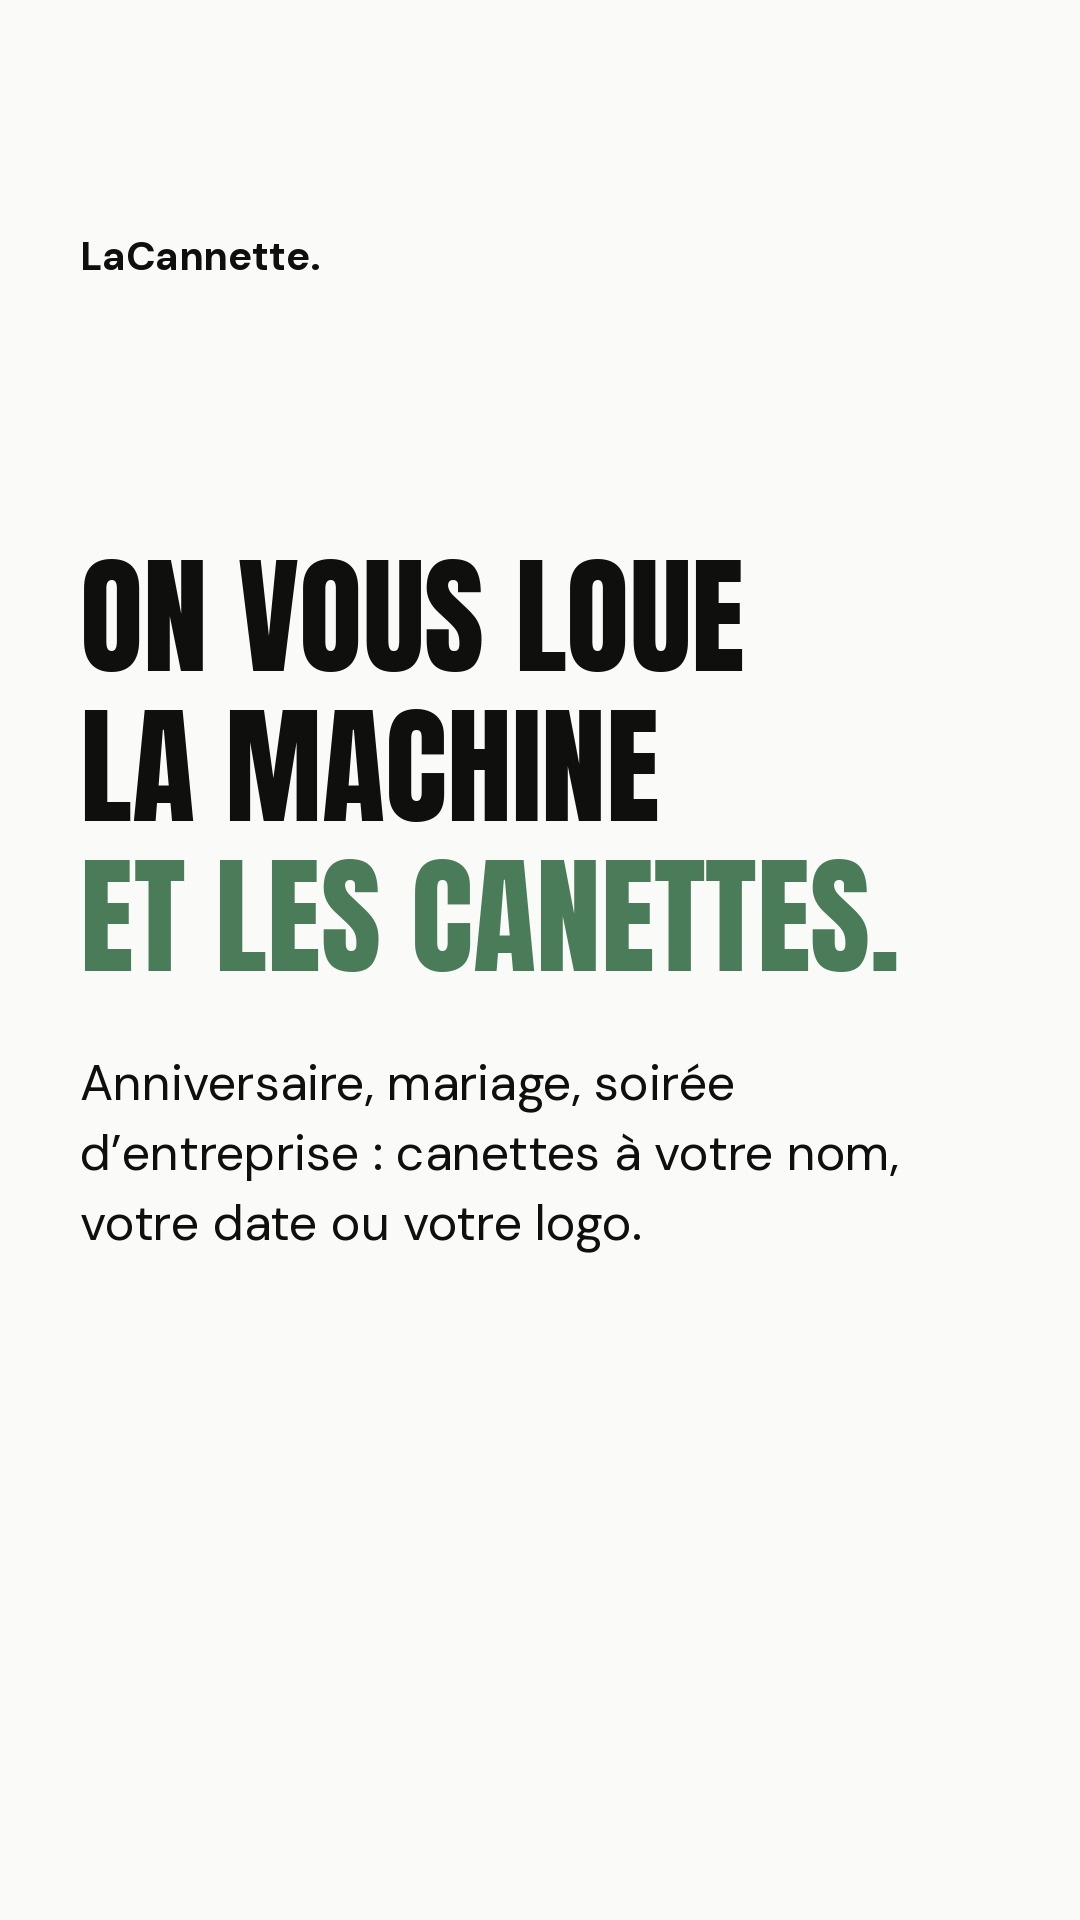 LaCannette.
ON VOUS LOUE
LA MACHINE
ET LES CANETTES.
Anniversaire, mariage, soirée
d’entreprise : canettes à votre nom,
votre date ou votre logo.